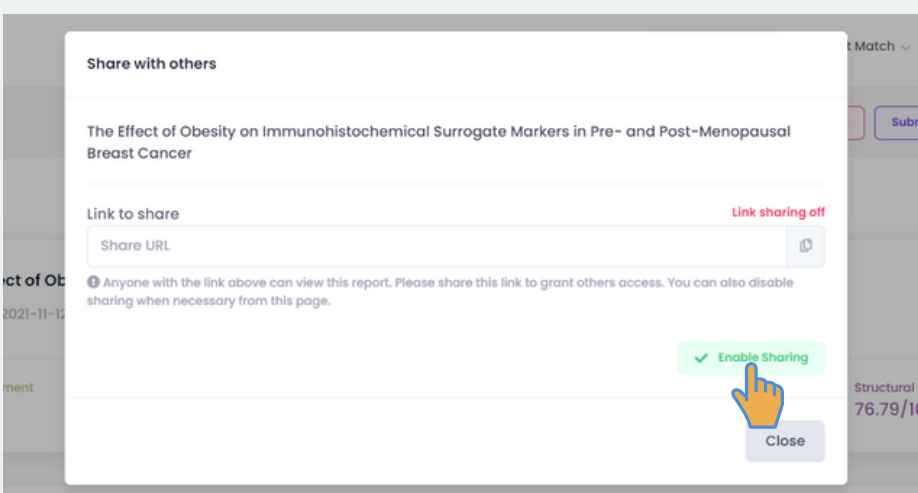 Share with others
t Match
The Effect of Obesity on Immunohistochemical Surrogate Markers in Pre- and Post-Menopausal
Breast Cancer
Subr
Link to share
Link sharing off
Share URL
ect of Ob
Anyone with the link above can view this report. Please share this link to grant others access. You can also disable
sharing when necessary from this page.
2021-11-12
Enable Sharing
ment
Structural
76.79/10
Close